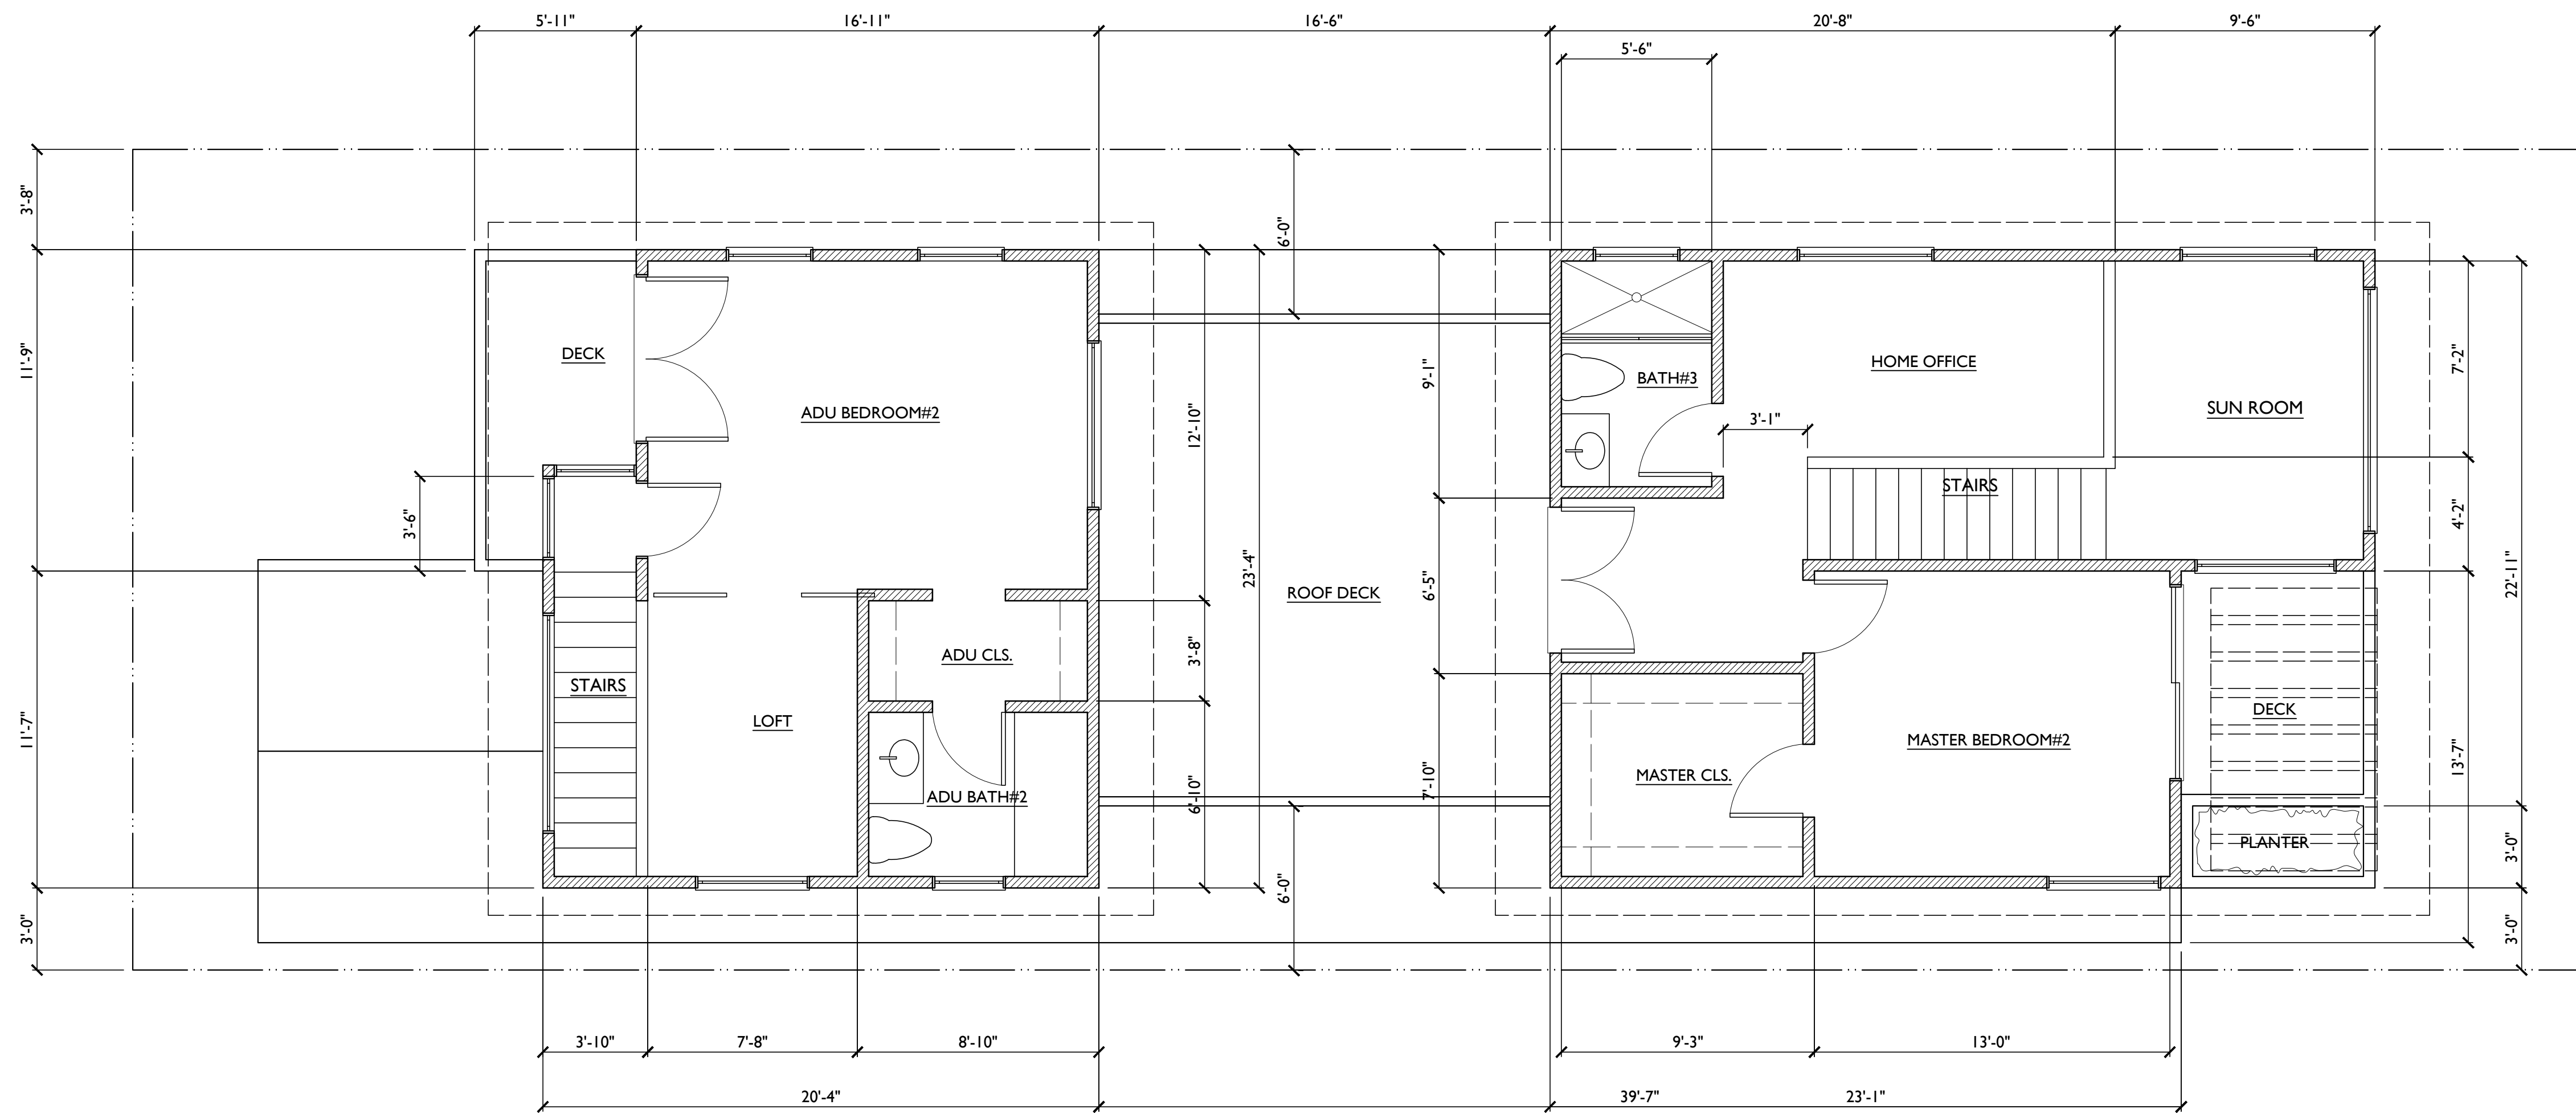 5'-11"
16'-11"
16'-6"
20'-8"
9'-6"
5'-6"
3'-8"
6'-0"
11'-9"
DECK
ADU BEDROOM#2
12'-10"
9'-1"
BATH#3
HOME OFFICE
SUN ROOM
7'-2"
3'-1"
3'-6"
STAIRS
4'-2"
23'-4"
ROOF DECK
6'-5"
22'-11"
ADU CLS.
3'-8"
STAIRS
LOFT
11'-7"
DECK
MASTER BEDROOM#2
MASTER CLS.
13'-7"
ADU BATH#2
6'-10"
7'-10"
PLANTER
3'-0"
6'-0"
3'-0"
3'-0"
3'-10"
7'-8"
8'-10"
9'-3"
13'-0"
20'-4"
39'-7"
23'-1"